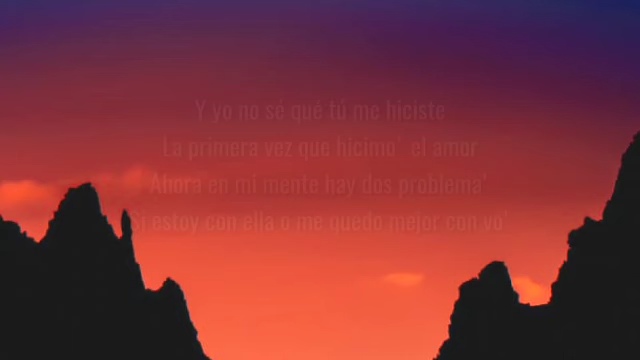 Y yo no sé qué tú me hiciste
La primera vez que hicimo' el amor
Ahora en mi mente hay dos problema'
Si estoy con ella o me quedo mejor con vo'